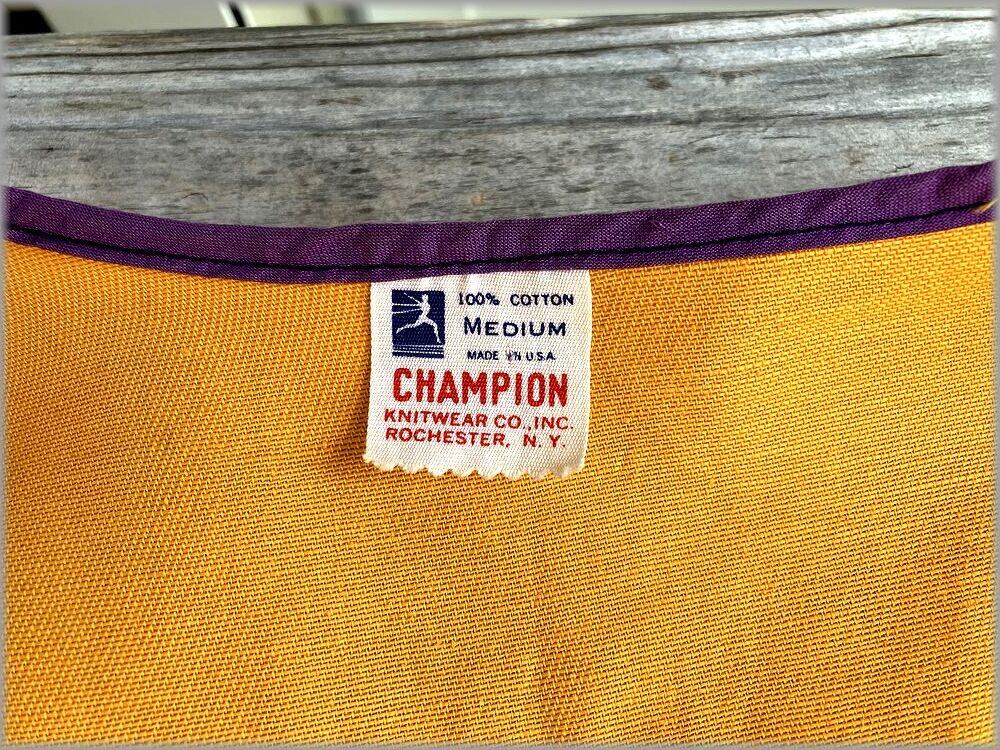 100% COTTON
MEDIUM
MADE IN U.S.A.
CHAMPION
KNITWEAR CO., INC.
ROCHESTER, N. Y.